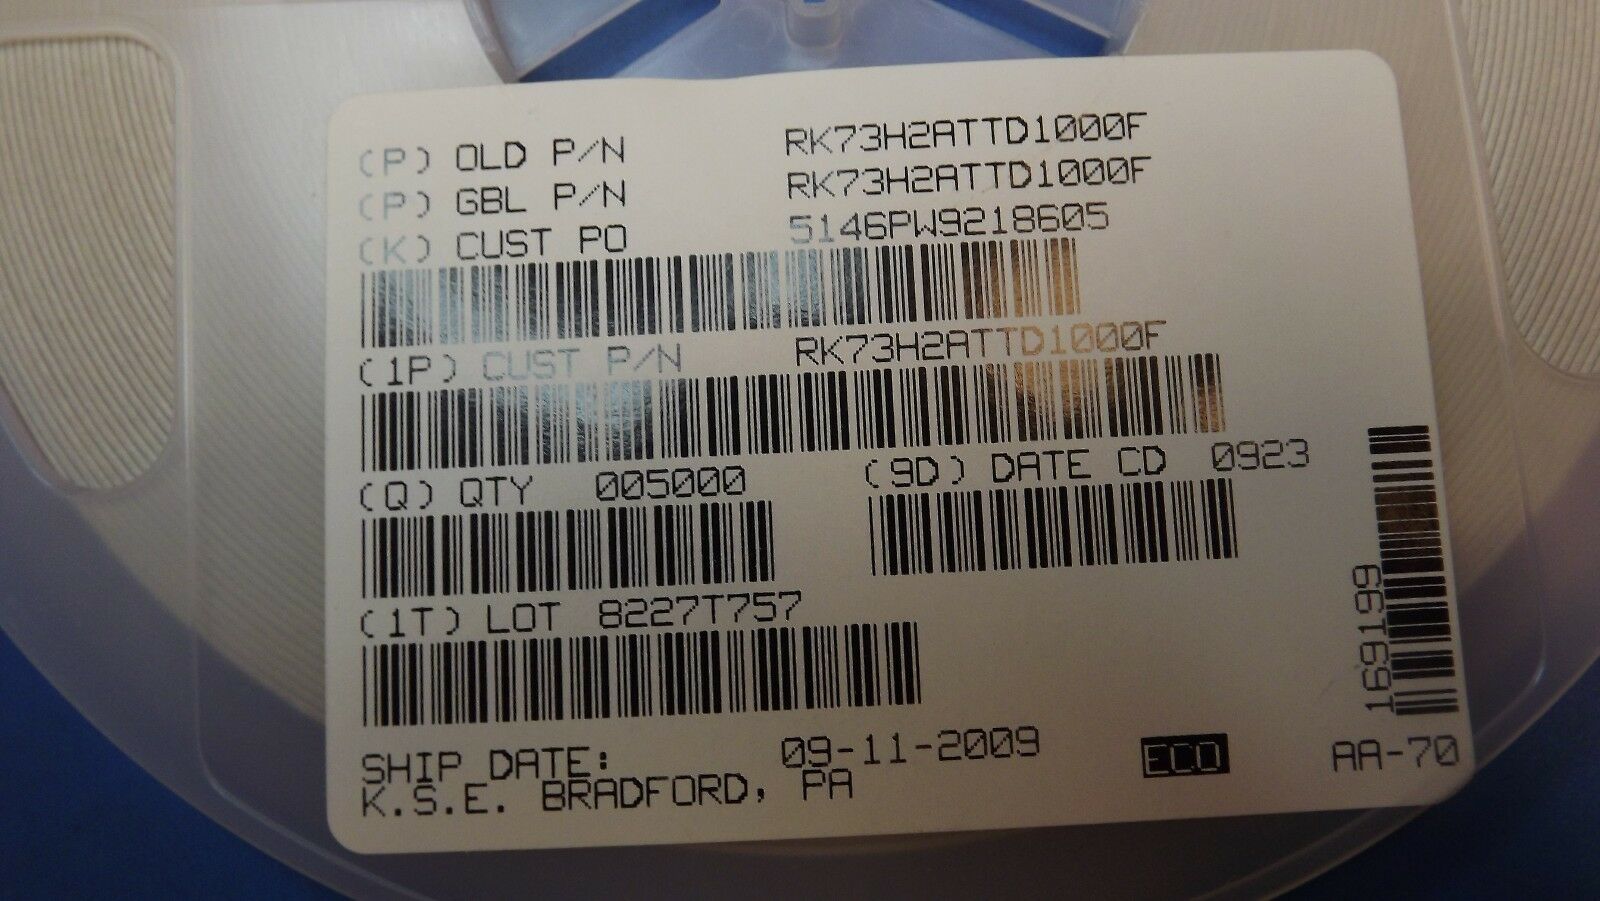 (P) OLD P/N RK73H2ATTD1000F
(P) GBL P/N RK73H2ATTD1000F
(K) CUST PO 5146PW9218605
(1P) CUST P/N RK73H2ATTD1000F
(Q) QTY 005000 (9D) DATE CD 0923
(1T) LOT 8227T757
169199
SHIP DATE: 09-11-2009 ECO AA-70
K.S.E. BRADFORD, PA